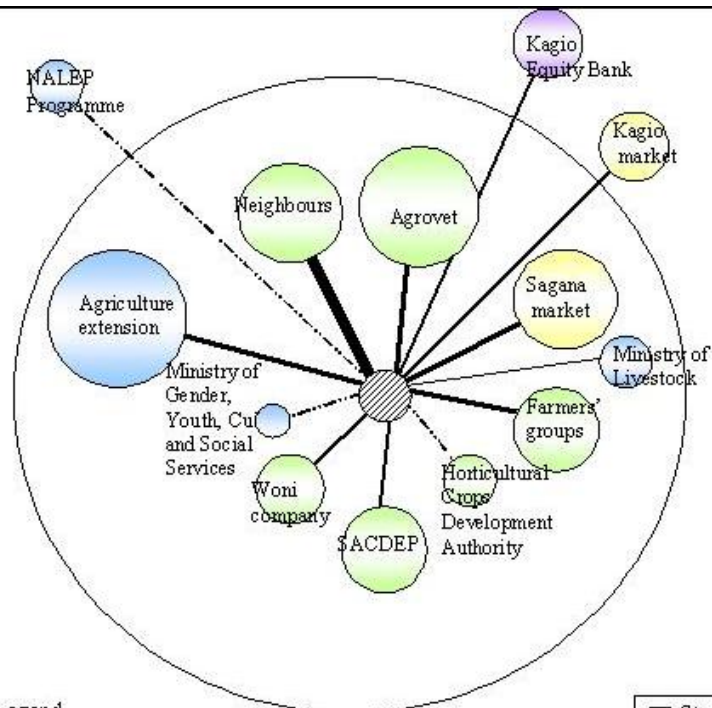 Kagio
Equity Bank
NALEP
Programme
Kagio
market
Neighbours
Agrovet
Sagana
market
Agriculture
extension
Ministry of
Livestock
Ministry of
Gender,
Youth, Cul
and Social
Services
Farmers'
groups
Woni
company
Horticultural
Crops
Development
Authority
SACDEP